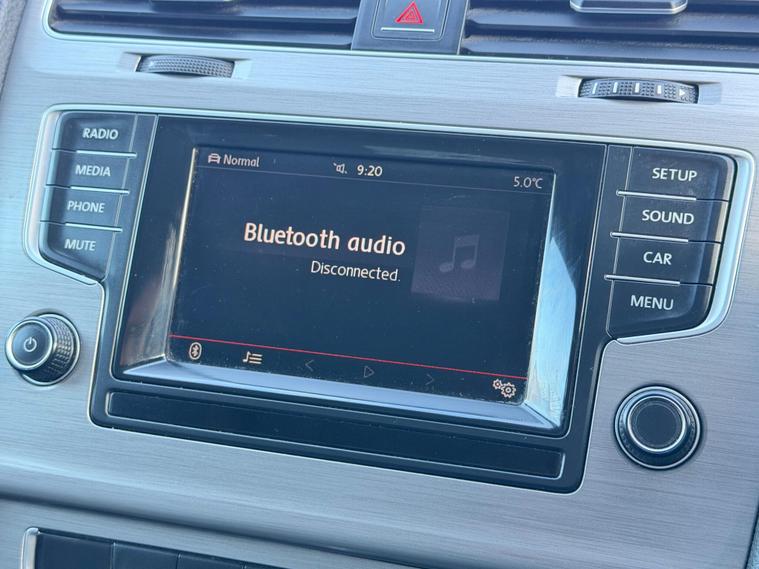 RADIO
MEDIA
PHONE
MUTE
Normal
9:20
5.0°C
Bluetooth audio
Disconnected.
SETUP
SOUND
CAR
MENU